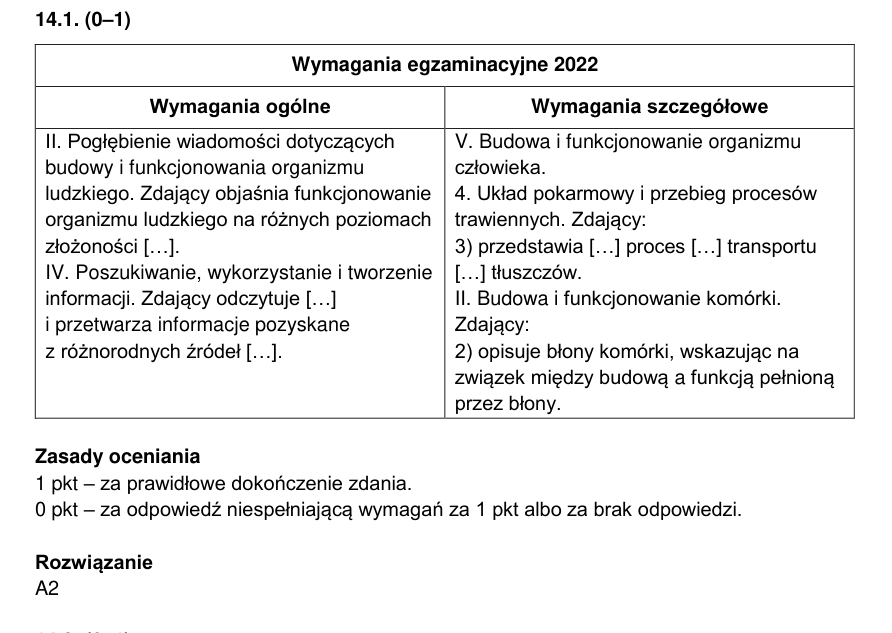 14.1. (0–1)
Wymagania egzaminacyjne 2022
Wymagania ogólne
Wymagania szczegółowe
II. Pogłębienie wiadomości dotyczących
budowy i funkcjonowania organizmu
ludzkiego. Zdający objaśnia funkcjonowanie
organizmu ludzkiego na różnych poziomach
złożoności […].
IV. Poszukiwanie, wykorzystanie i tworzenie
informacji. Zdający odczytuje […]
i przetwarza informacje pozyskane
z różnorodnych źródeł […].
V. Budowa i funkcjonowanie organizmu
człowieka.
4. Układ pokarmowy i przebieg procesów
trawiennych. Zdający:
3) przedstawia […] proces […] transportu
[…] tłuszczów.
II. Budowa i funkcjonowanie komórki.
Zdający:
2) opisuje błony komórki, wskazując na
związek między budową a funkcją pełnioną
przez błony.
Zasady oceniania
1 pkt – za prawidłowe dokończenie zdania.
0 pkt – za odpowiedź niespełniającą wymagań za 1 pkt albo za brak odpowiedzi.
Rozwiązanie
A2